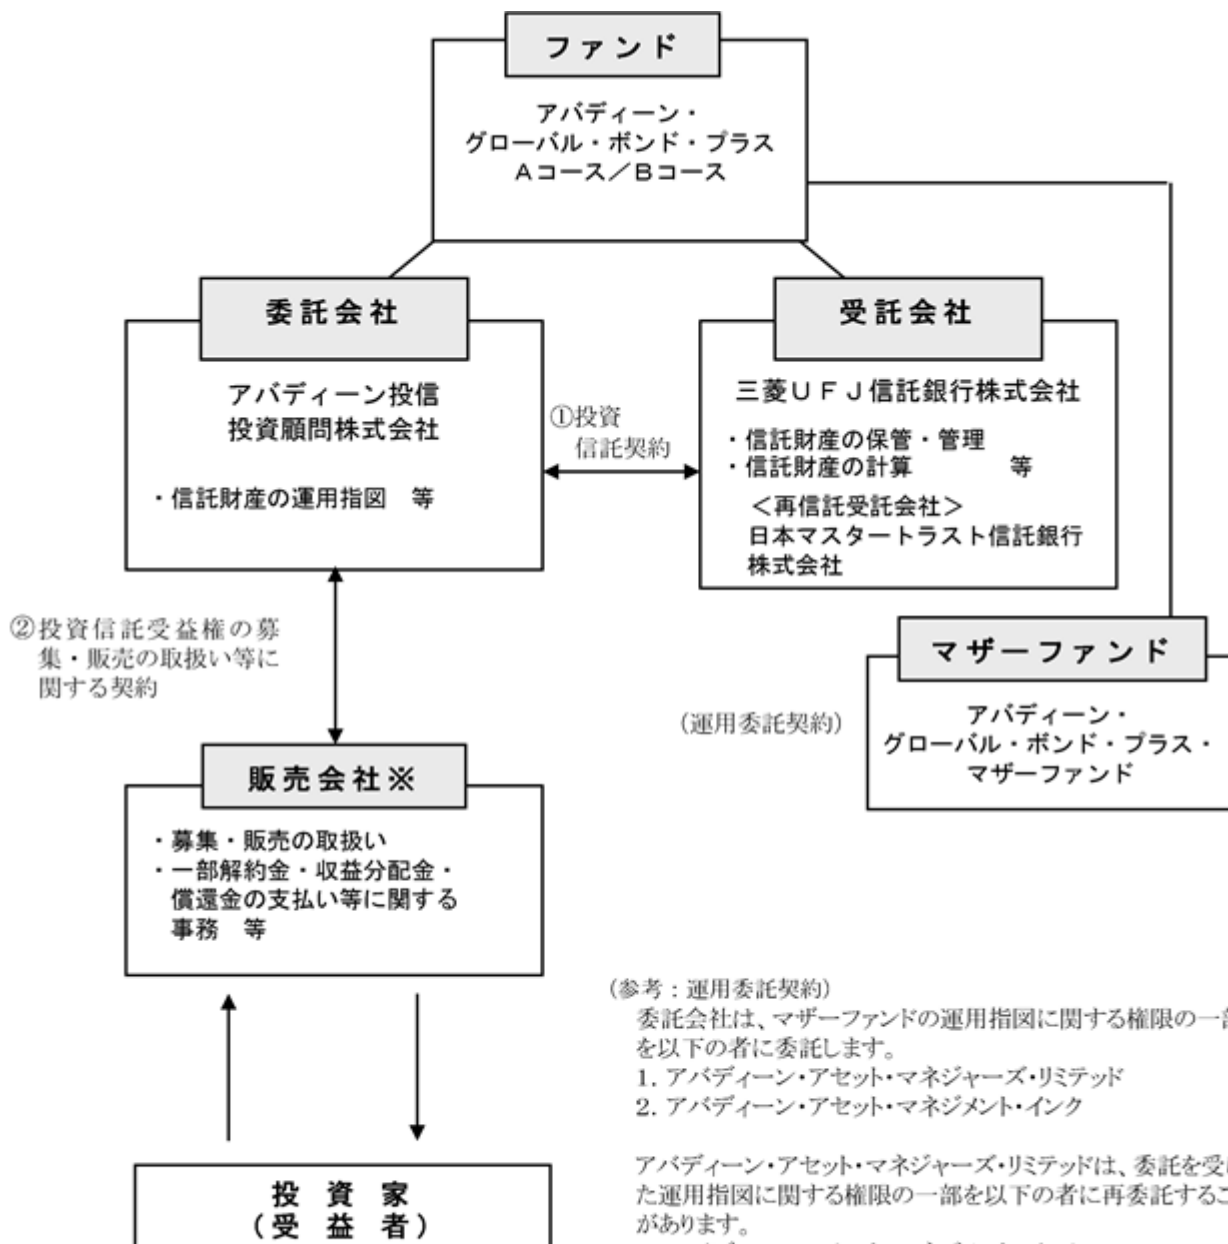 ファンド
アバディーン・
グローバル・ボンド・プラス
Aコース／Bコース
委託会社
アバディーン投信
投資顧問株式会社
・信託財産の運用指図　等
①投資
信託契約
受託会社
三菱UFJ信託銀行株式会社
・信託財産の保管・管理
・信託財産の計算　　　等
＜再信託受託会社＞
日本マスタートラスト信託銀行
株式会社
②投資信託受益権の募
集・販売の取扱い等に
関する契約
マザーファンド
（運用委託契約）
アバディーン・
グローバル・ボンド・プラス・
マザーファンド
販売会社※
・募集・販売の取扱い
・一部解約金・収益分配金・
償還金の支払い等に関する
事務　等
投資家
（受益者）
（参考：運用委託契約）
委託会社は、マザーファンドの運用指図に関する権限の一部
を以下の者に委託します。
1. アバディーン・アセット・マネジャーズ・リミテッド
2. アバディーン・アセット・マネジメント・インク
アバディーン・アセット・マネジャーズ・リミテッドは、委託を受け
た運用指図に関する権限の一部を以下の者に再委託するこ
があります。